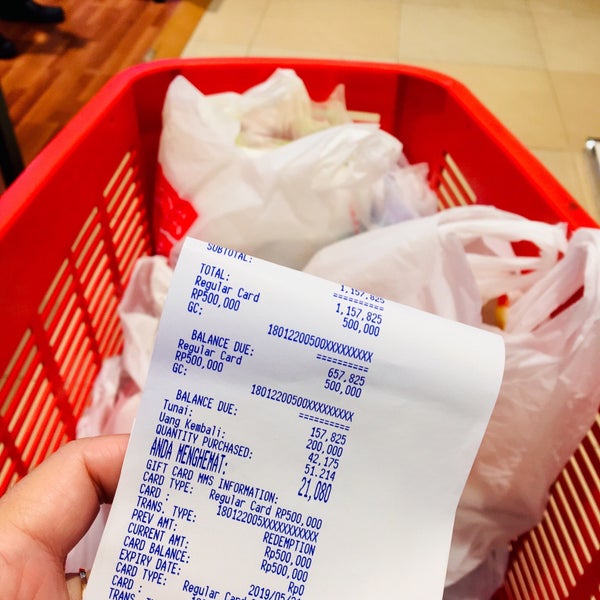 SUBTOTAL: 1,157,825
==========
TOTAL: 1,157,825
Regular Card 500,000
RP500,000
GC: 18012200500XXXXXXXXX
==========
BALANCE DUE: 657,825
Regular Card 500,000
RP500,000
GC: 18012200500XXXXXXXXX
==========
BALANCE DUE: 157,825
Tunai: 200,000
Uang Kembali: 42,175
QUANTITY PURCHASED: 51,214
ANDA MENGHEMAT: 21,080
GIFT CARD MMS INFORMATION:
CARD TYPE: Regular Card RP500,000
CARD : 180122005XXXXXXXXXX
TRANS. TYPE: REDEMPTION
PREV AMT: Rp500,000
CURRENT AMT: Rp500,000
CARD BALANCE: Rp0
EXPIRY DATE:
CARD TYPE: Regular
CARD :
TRANS.